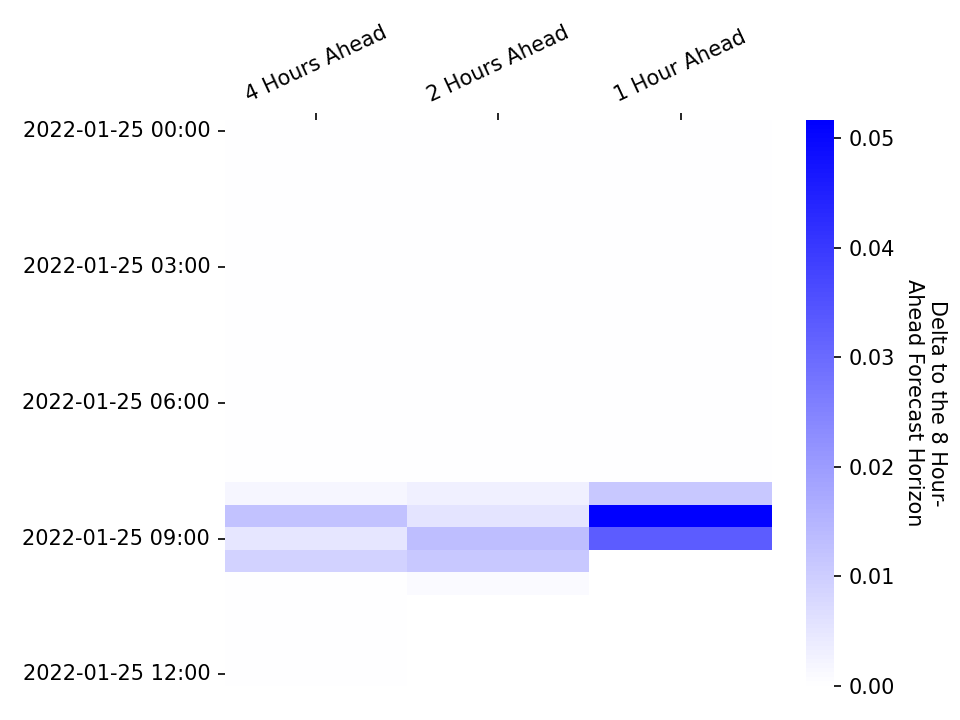 4 Hours Ahead
2 Hours Ahead
1 Hour Ahead
2022-01-25 00:00
2022-01-25 03:00
2022-01-25 06:00
2022-01-25 09:00
2022-01-25 12:00
0.05
0.04
0.03
0.02
0.01
0.00
Delta to the 8 Hour-
Ahead Forecast Horizon